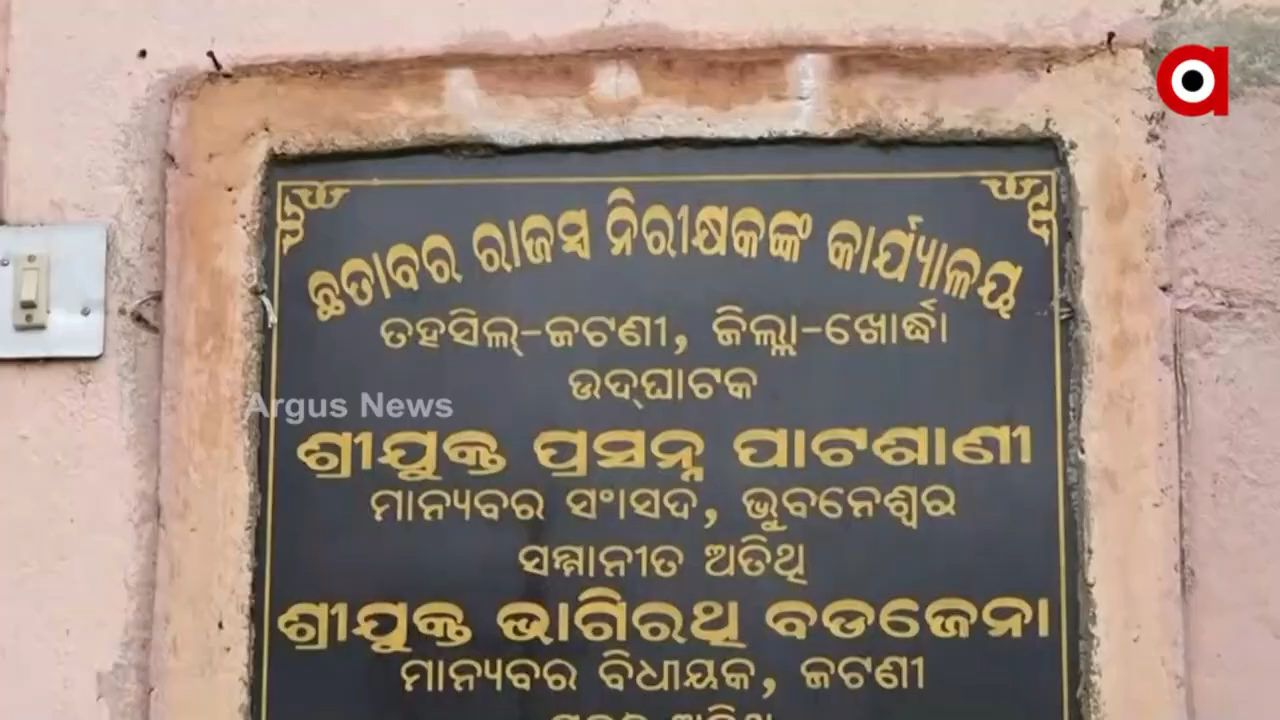 ଛତାବର ରାଜସ୍ୱ ନିରୀକ୍ଷକଙ୍କ କାର୍ଯ୍ୟାଳୟ
ତହସିଲ୍-ଜଟଣୀ, ଜିଲ୍ଲା-ଖୋର୍ଦ୍ଧା
ଉଦ୍‌ଘାଟକ
Argus News
ଶ୍ରୀଯୁକ୍ତ ପ୍ରସନ୍ନ ପାଟଶାଣୀ
ମାନ୍ୟବର ସଂାସଦ, ଭୁବନେଶ୍ୱର
ସମ୍ମାନୀତ ଅତିଥି
ଶ୍ରୀଯୁକ୍ତ ଭାଗିରଥି ବଡଜେନା
ମାନ୍ୟବର ବିଧାୟକ, ଜଟଣୀ